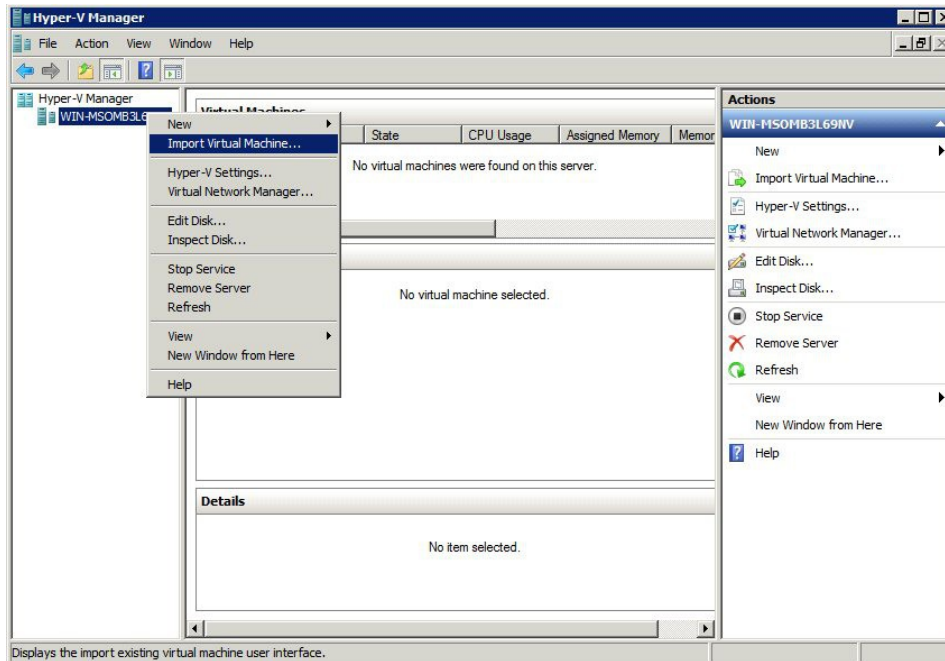 Hyper-V Manager
File Action View Window Help
Hyper-V Manager
WIN-MSOMB3L6
New
Import Virtual Machine...
Hyper-V Settings...
Virtual Network Manager...
Edit Disk...
Inspect Disk...
Stop Service
Remove Server
Refresh
View
New Window from Here
Help
Virtual Machines
State CPU Usage Assigned Memory Memor
No virtual machines were found on this server.
No virtual machine selected.
Details
No item selected.
Actions
WIN-MSOMB3L69NV
New
Import Virtual Machine...
Hyper-V Settings...
Virtual Network Manager...
Edit Disk...
Inspect Disk...
Stop Service
Remove Server
Refresh
View
New Window from Here
Help
Displays the import existing virtual machine user interface.